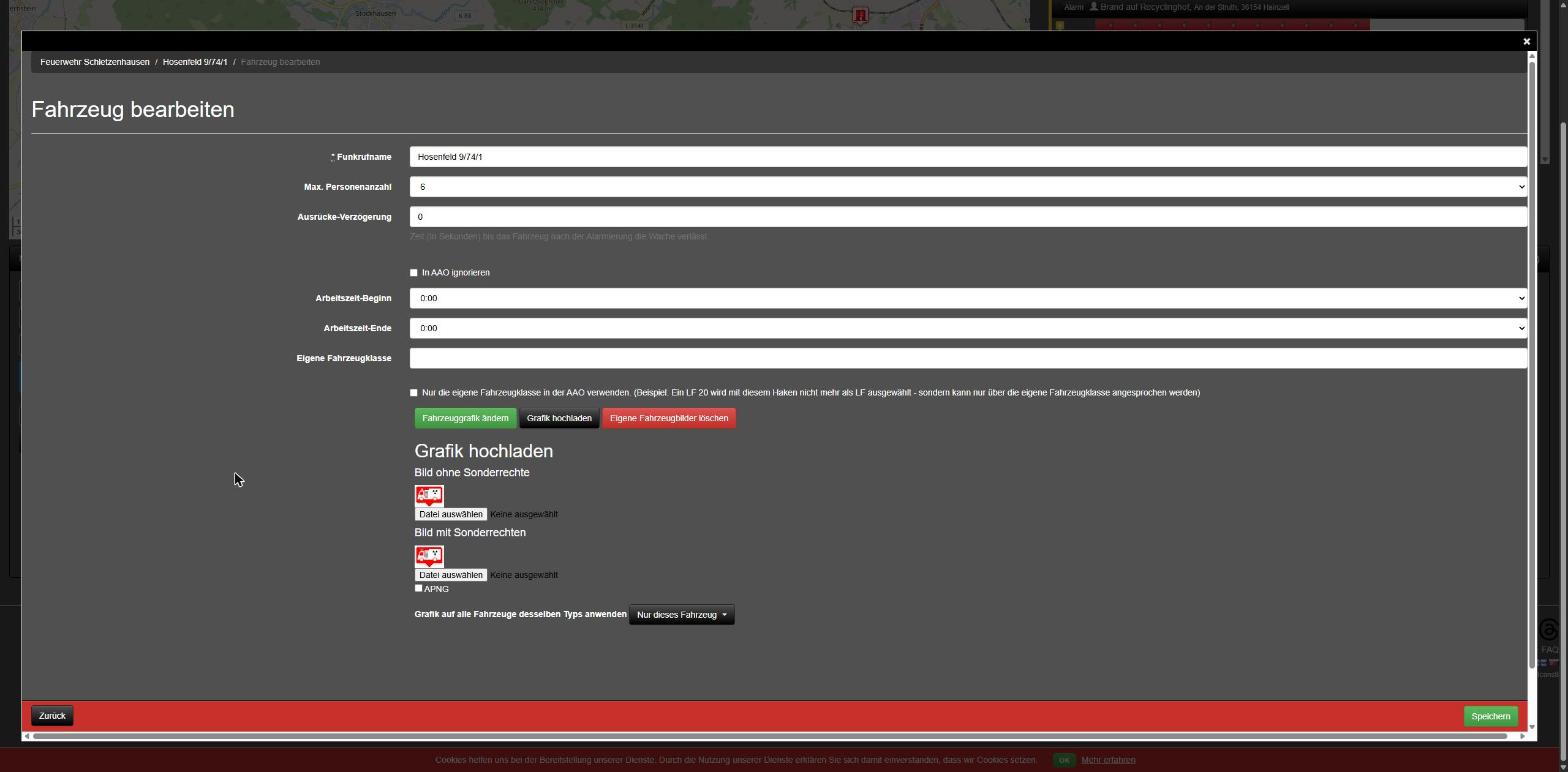 Stockhausen
K 88
L 3141
Alarm Brand auf Recyclinghof, An der Struth, 36154 Hainzell
Feuerwehr Schletzenhausen / Hosenfeld 9/74/1 / Fahrzeug bearbeiten
Fahrzeug bearbeiten
* Funkrufname
Hosenfeld 9/74/1
Max. Personenanzahl
6
Ausrücke-Verzögerung
0
Zeit (in Sekunden) bis das Fahrzeug nach der Alarmierung die Wache verlässt.
In AAO ignorieren
Arbeitszeit-Beginn
0:00
Arbeitszeit-Ende
0:00
Eigene Fahrzeugklasse
Nur die eigene Fahrzeugklasse in der AAO verwenden. (Beispiel: Ein LF 20 wird mit diesem Haken nicht mehr als LF ausgewählt - sondern kann nur über die eigene Fahrzeugklasse angesprochen werden)
Fahrzeuggrafik ändern Grafik hochladen Eigene Fahrzeugbilder löschen
Grafik hochladen
Bild ohne Sonderrechte
Datei auswählen Keine ausgewählt
Bild mit Sonderrechten
Datei auswählen Keine ausgewählt
APNG
Grafik auf alle Fahrzeuge desselben Typs anwenden Nur dieses Fahrzeug
FAQ
Zurück
Speichern
Cookies helfen uns bei der Bereitstellung unserer Dienste. Durch die Nutzung unserer Dienste erklären Sie sich damit einverstanden, dass wir Cookies setzen. OK Mehr erfahren